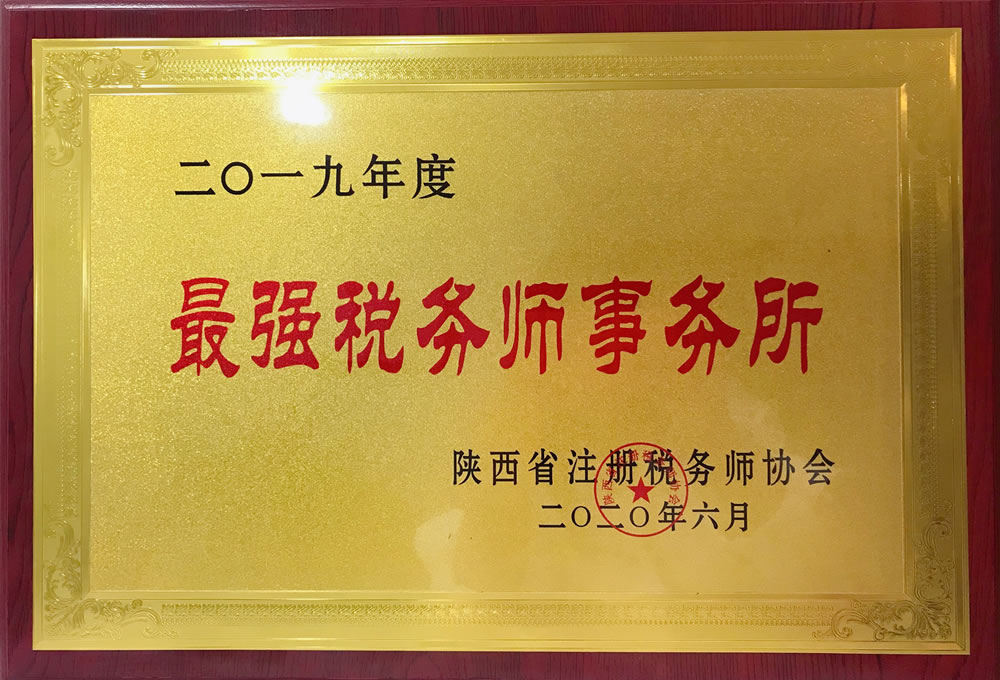 二〇一九年度
最强税务师事务所
陕西省注册税务师协会
二〇二〇年六月